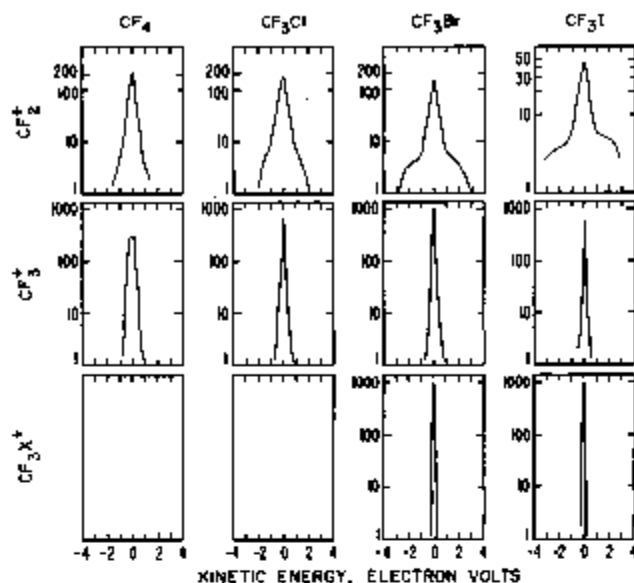 CF4 CF3Cl CF3Br CF3I
CF2+
200 200 200 50
100 100 100 30
10 10 10 10
1 1 1
CF3+
1000 1000 1000 1000
100 100 100 100
10 10 10 10
1 1 1 1
CF3X+
1000 1000
100 100
10 10
1 1
-4 -2 0 2 4 -4 -2 0 2 4 -4 -2 0 2 4 -4 -2 0 2 4
KINETIC ENERGY, ELECTRON VOLTS